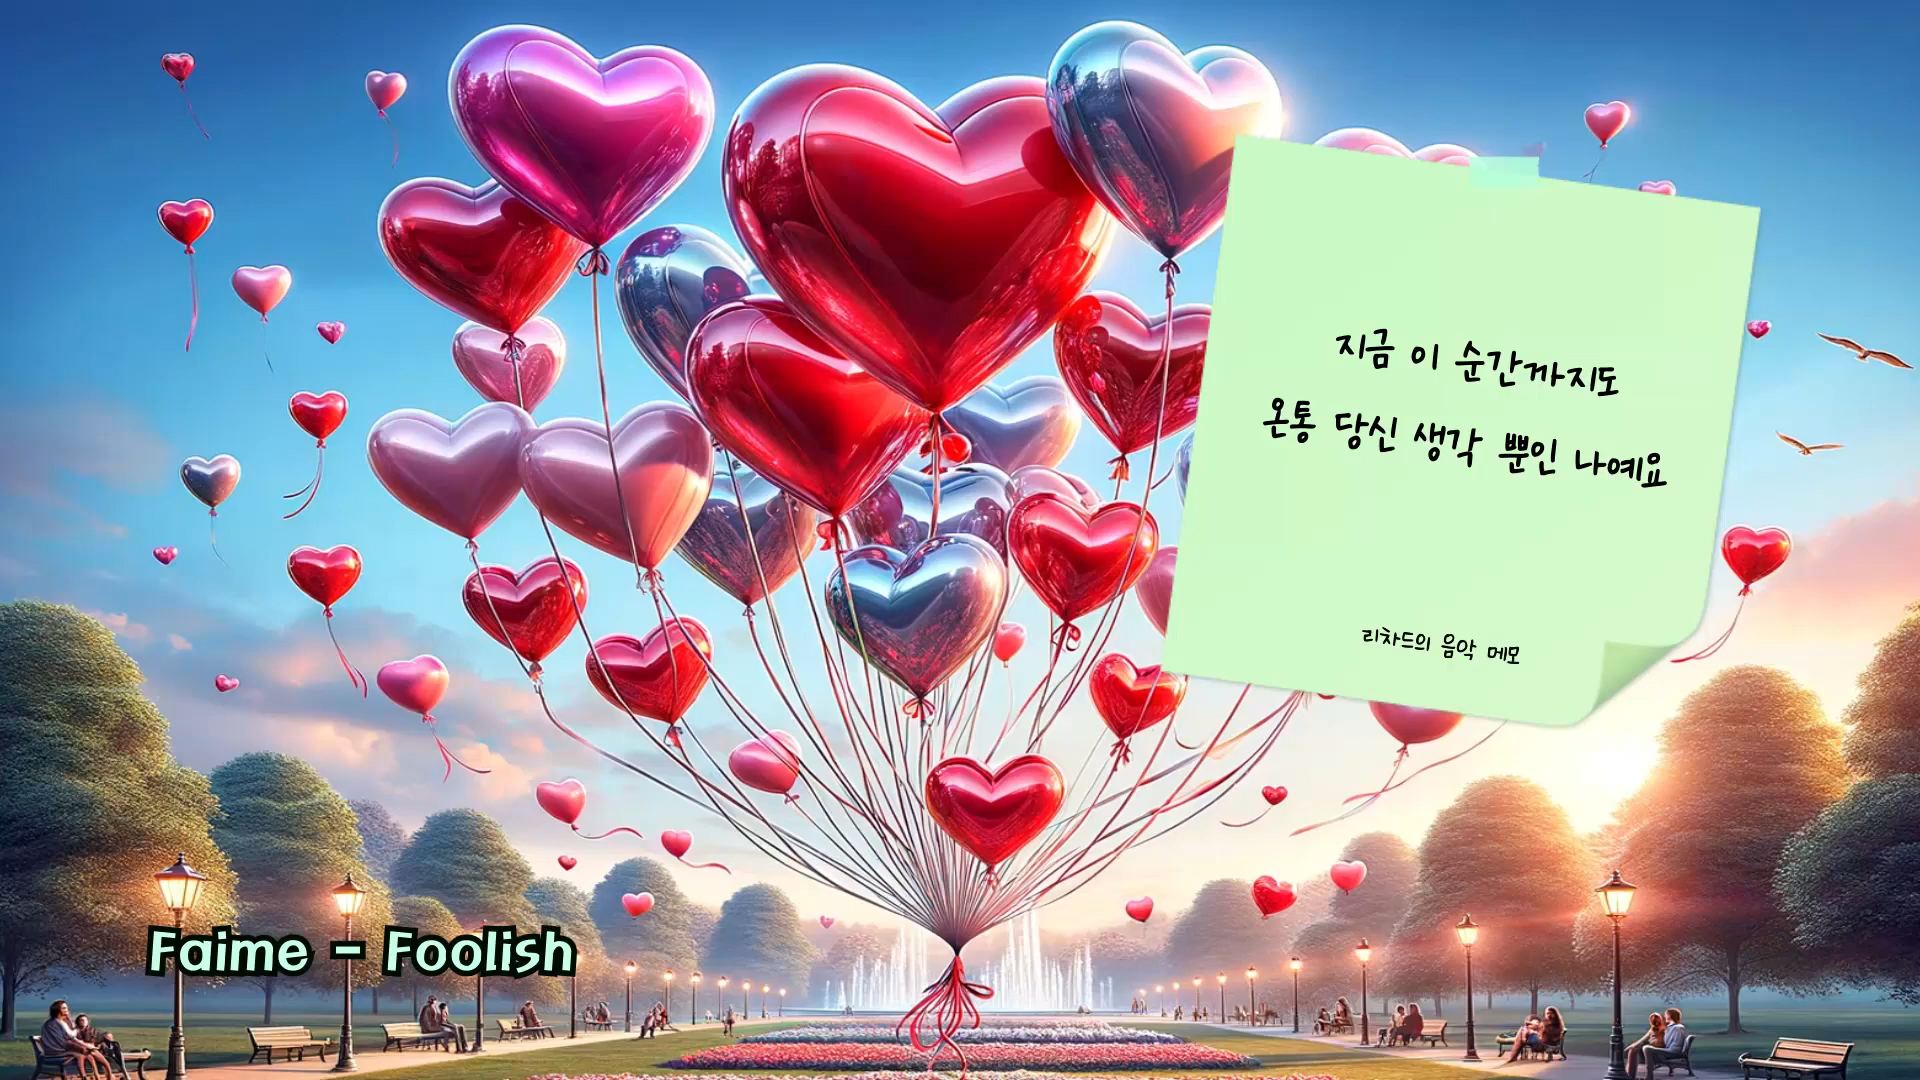 지금 이 순간까지도
온통 당신 생각 뿐인 나예요
리차드의 음악 메모
Faime - Foolish